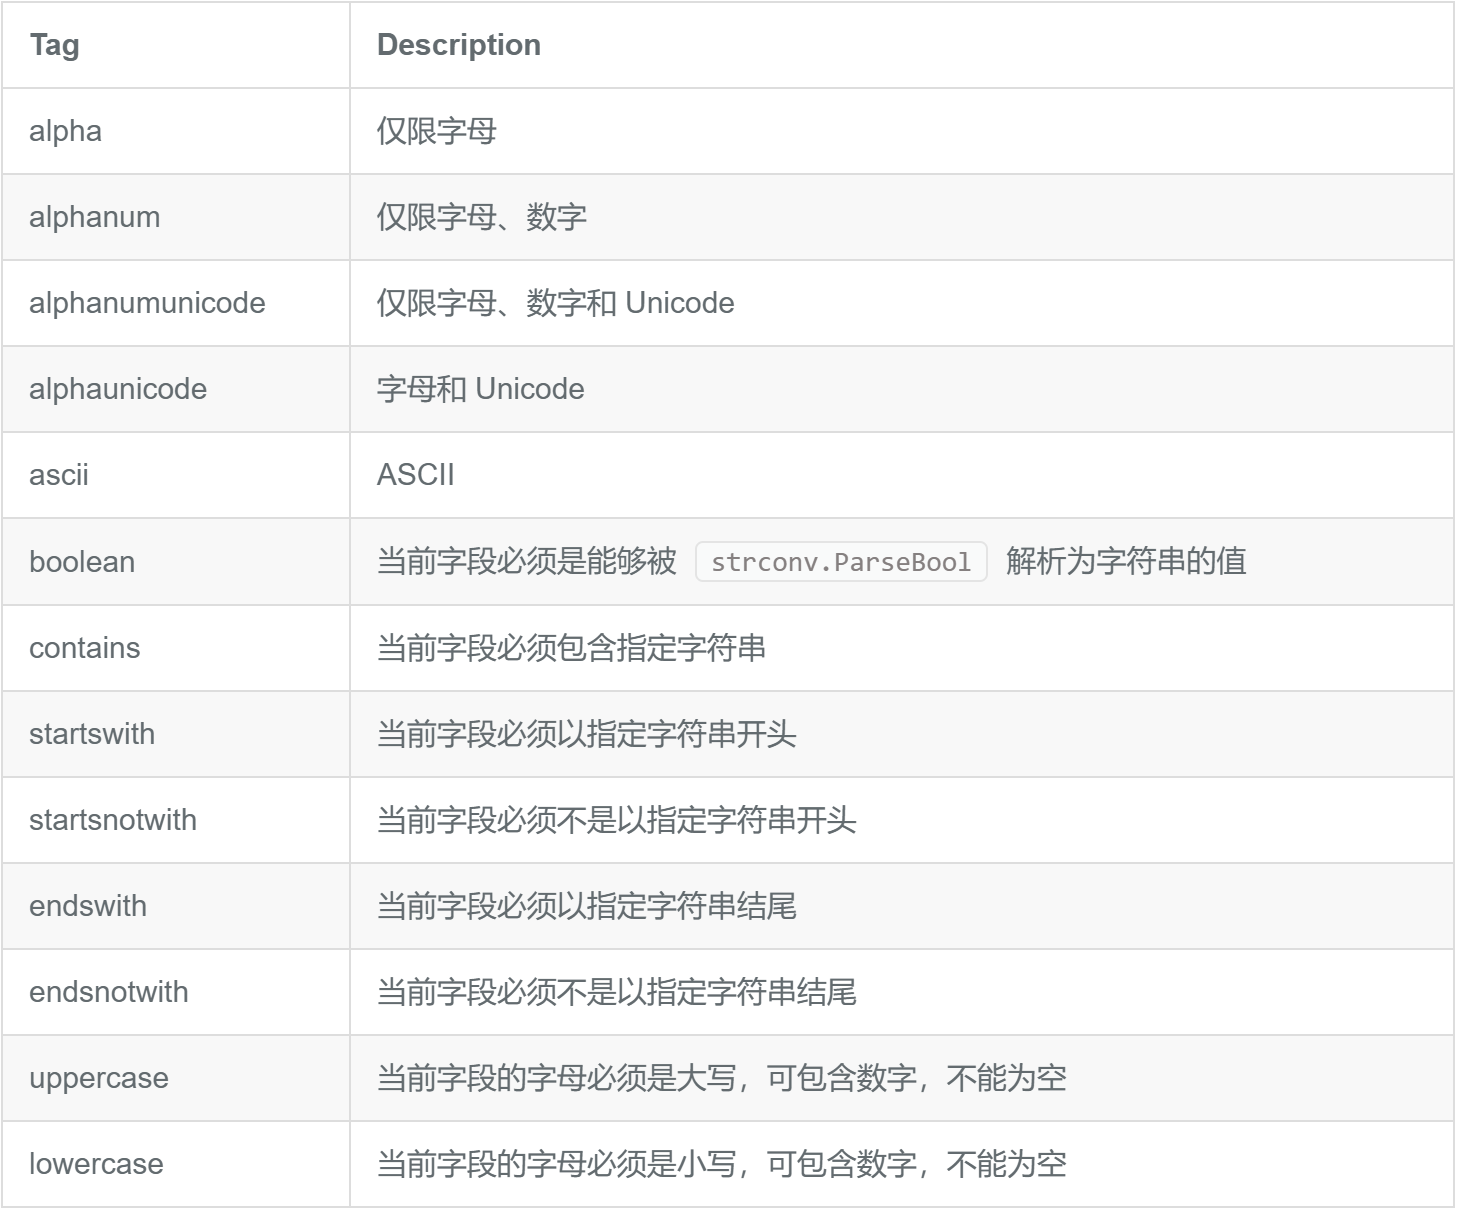 Tag Description
alpha 仅限字母
alphanum 仅限字母、数字
alphanumunicode 仅限字母、数字和 Unicode
alphaunicode 字母和 Unicode
ascii ASCII
boolean 当前字段必须是能够被 strconv.ParseBool 解析为字符串的值
contains 当前字段必须包含指定字符串
startswith 当前字段必须以指定字符串开头
startsnotwith 当前字段必须不是以指定字符串开头
endswith 当前字段必须以指定字符串结尾
endsnotwith 当前字段必须不是以指定字符串结尾
uppercase 当前字段的字母必须是大写，可包含数字，不能为空
lowercase 当前字段的字母必须是小写，可包含数字，不能为空